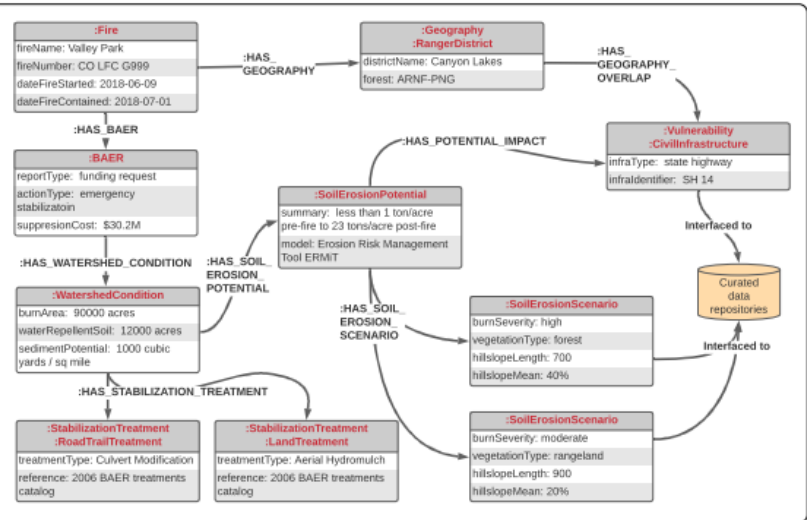 :Fire
fireName: Valley Park
fireNumber: CO LFC G999
dateFireStarted: 2018-06-09
dateFireContained: 2018-07-01
:HAS_
GEOGRAPHY
:Geography
:RangerDistrict
districtName: Canyon Lakes
forest: ARNF-PNG
:HAS_
GEOGRAPHY_
OVERLAP
:Vulnerability
:CivilInfrastructure
infraType: state highway
infraIdentifier: SH 14
:HAS_BAER
:BAER
reportType: funding request
actionType: emergency
stabilizatoin
suppresionCost: $30.2M
:HAS_POTENTIAL_IMPACT
:SoilErosionPotential
summary: less than 1 ton/acre
pre-fire to 23 tons/acre post-fire
model: Erosion Risk Management
Tool ERMiT
Interfaced to
Curated
data
repositories
Interfaced to
:HAS_WATERSHED_CONDITION
:WatershedCondition
burnArea: 90000 acres
waterRepellentSoil: 12000 acres
sedimentPotential: 1000 cubic
yards / sq mile
:HAS_SOIL_
EROSION_
POTENTIAL
:HAS_SOIL_
EROSION_
SCENARIO
:SoilErosionScenario
burnSeverity: high
vegetationType: forest
hillslopeLength: 700
hillslopeMean: 40%
:HAS_STABILIZATION_TREATMENT
:StabilizationTreatment
:RoadTrailTreatment
treatmentType: Culvert Modification
reference: 2006 BAER treatments
catalog
:StabilizationTreatment
:LandTreatment
treatmentType: Aerial Hydromulch
reference: 2006 BAER treatments
catalog
:SoilErosionScenario
burnSeverity: moderate
vegetationType: rangeland
hillslopeLength: 900
hillslopeMean: 20%